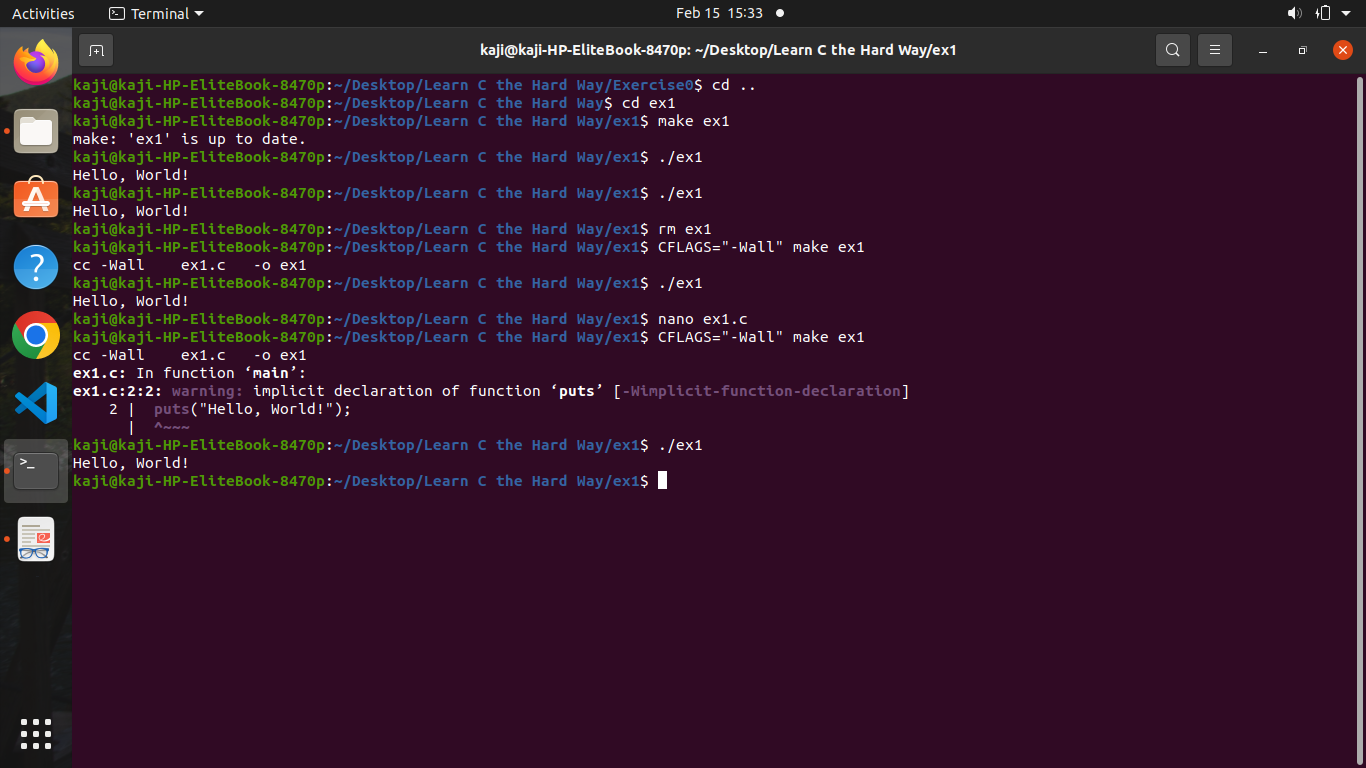 Activities
Terminal
Feb 15 15:33
kaji@kaji-HP-EliteBook-8470p: ~/Desktop/Learn C the Hard Way/ex1
kaji@kaji-HP-EliteBook-8470p:~/Desktop/Learn C the Hard Way/Exercise0$ cd ..
kaji@kaji-HP-EliteBook-8470p:~/Desktop/Learn C the Hard Way$ cd ex1
kaji@kaji-HP-EliteBook-8470p:~/Desktop/Learn C the Hard Way/ex1$ make ex1
make: 'ex1' is up to date.
kaji@kaji-HP-EliteBook-8470p:~/Desktop/Learn C the Hard Way/ex1$ ./ex1
Hello, World!
kaji@kaji-HP-EliteBook-8470p:~/Desktop/Learn C the Hard Way/ex1$ ./ex1
Hello, World!
kaji@kaji-HP-EliteBook-8470p:~/Desktop/Learn C the Hard Way/ex1$ rm ex1
kaji@kaji-HP-EliteBook-8470p:~/Desktop/Learn C the Hard Way/ex1$ CFLAGS="-Wall" make ex1
cc -Wall    ex1.c   -o ex1
kaji@kaji-HP-EliteBook-8470p:~/Desktop/Learn C the Hard Way/ex1$ ./ex1
Hello, World!
kaji@kaji-HP-EliteBook-8470p:~/Desktop/Learn C the Hard Way/ex1$ nano ex1.c
kaji@kaji-HP-EliteBook-8470p:~/Desktop/Learn C the Hard Way/ex1$ CFLAGS="-Wall" make ex1
cc -Wall    ex1.c   -o ex1
ex1.c: In function ‘main’:
ex1.c:2:2: warning: implicit declaration of function ‘puts’ [-Wimplicit-function-declaration]
    2 |  puts("Hello, World!");
      |  ^~~~
kaji@kaji-HP-EliteBook-8470p:~/Desktop/Learn C the Hard Way/ex1$ ./ex1
Hello, World!
kaji@kaji-HP-EliteBook-8470p:~/Desktop/Learn C the Hard Way/ex1$